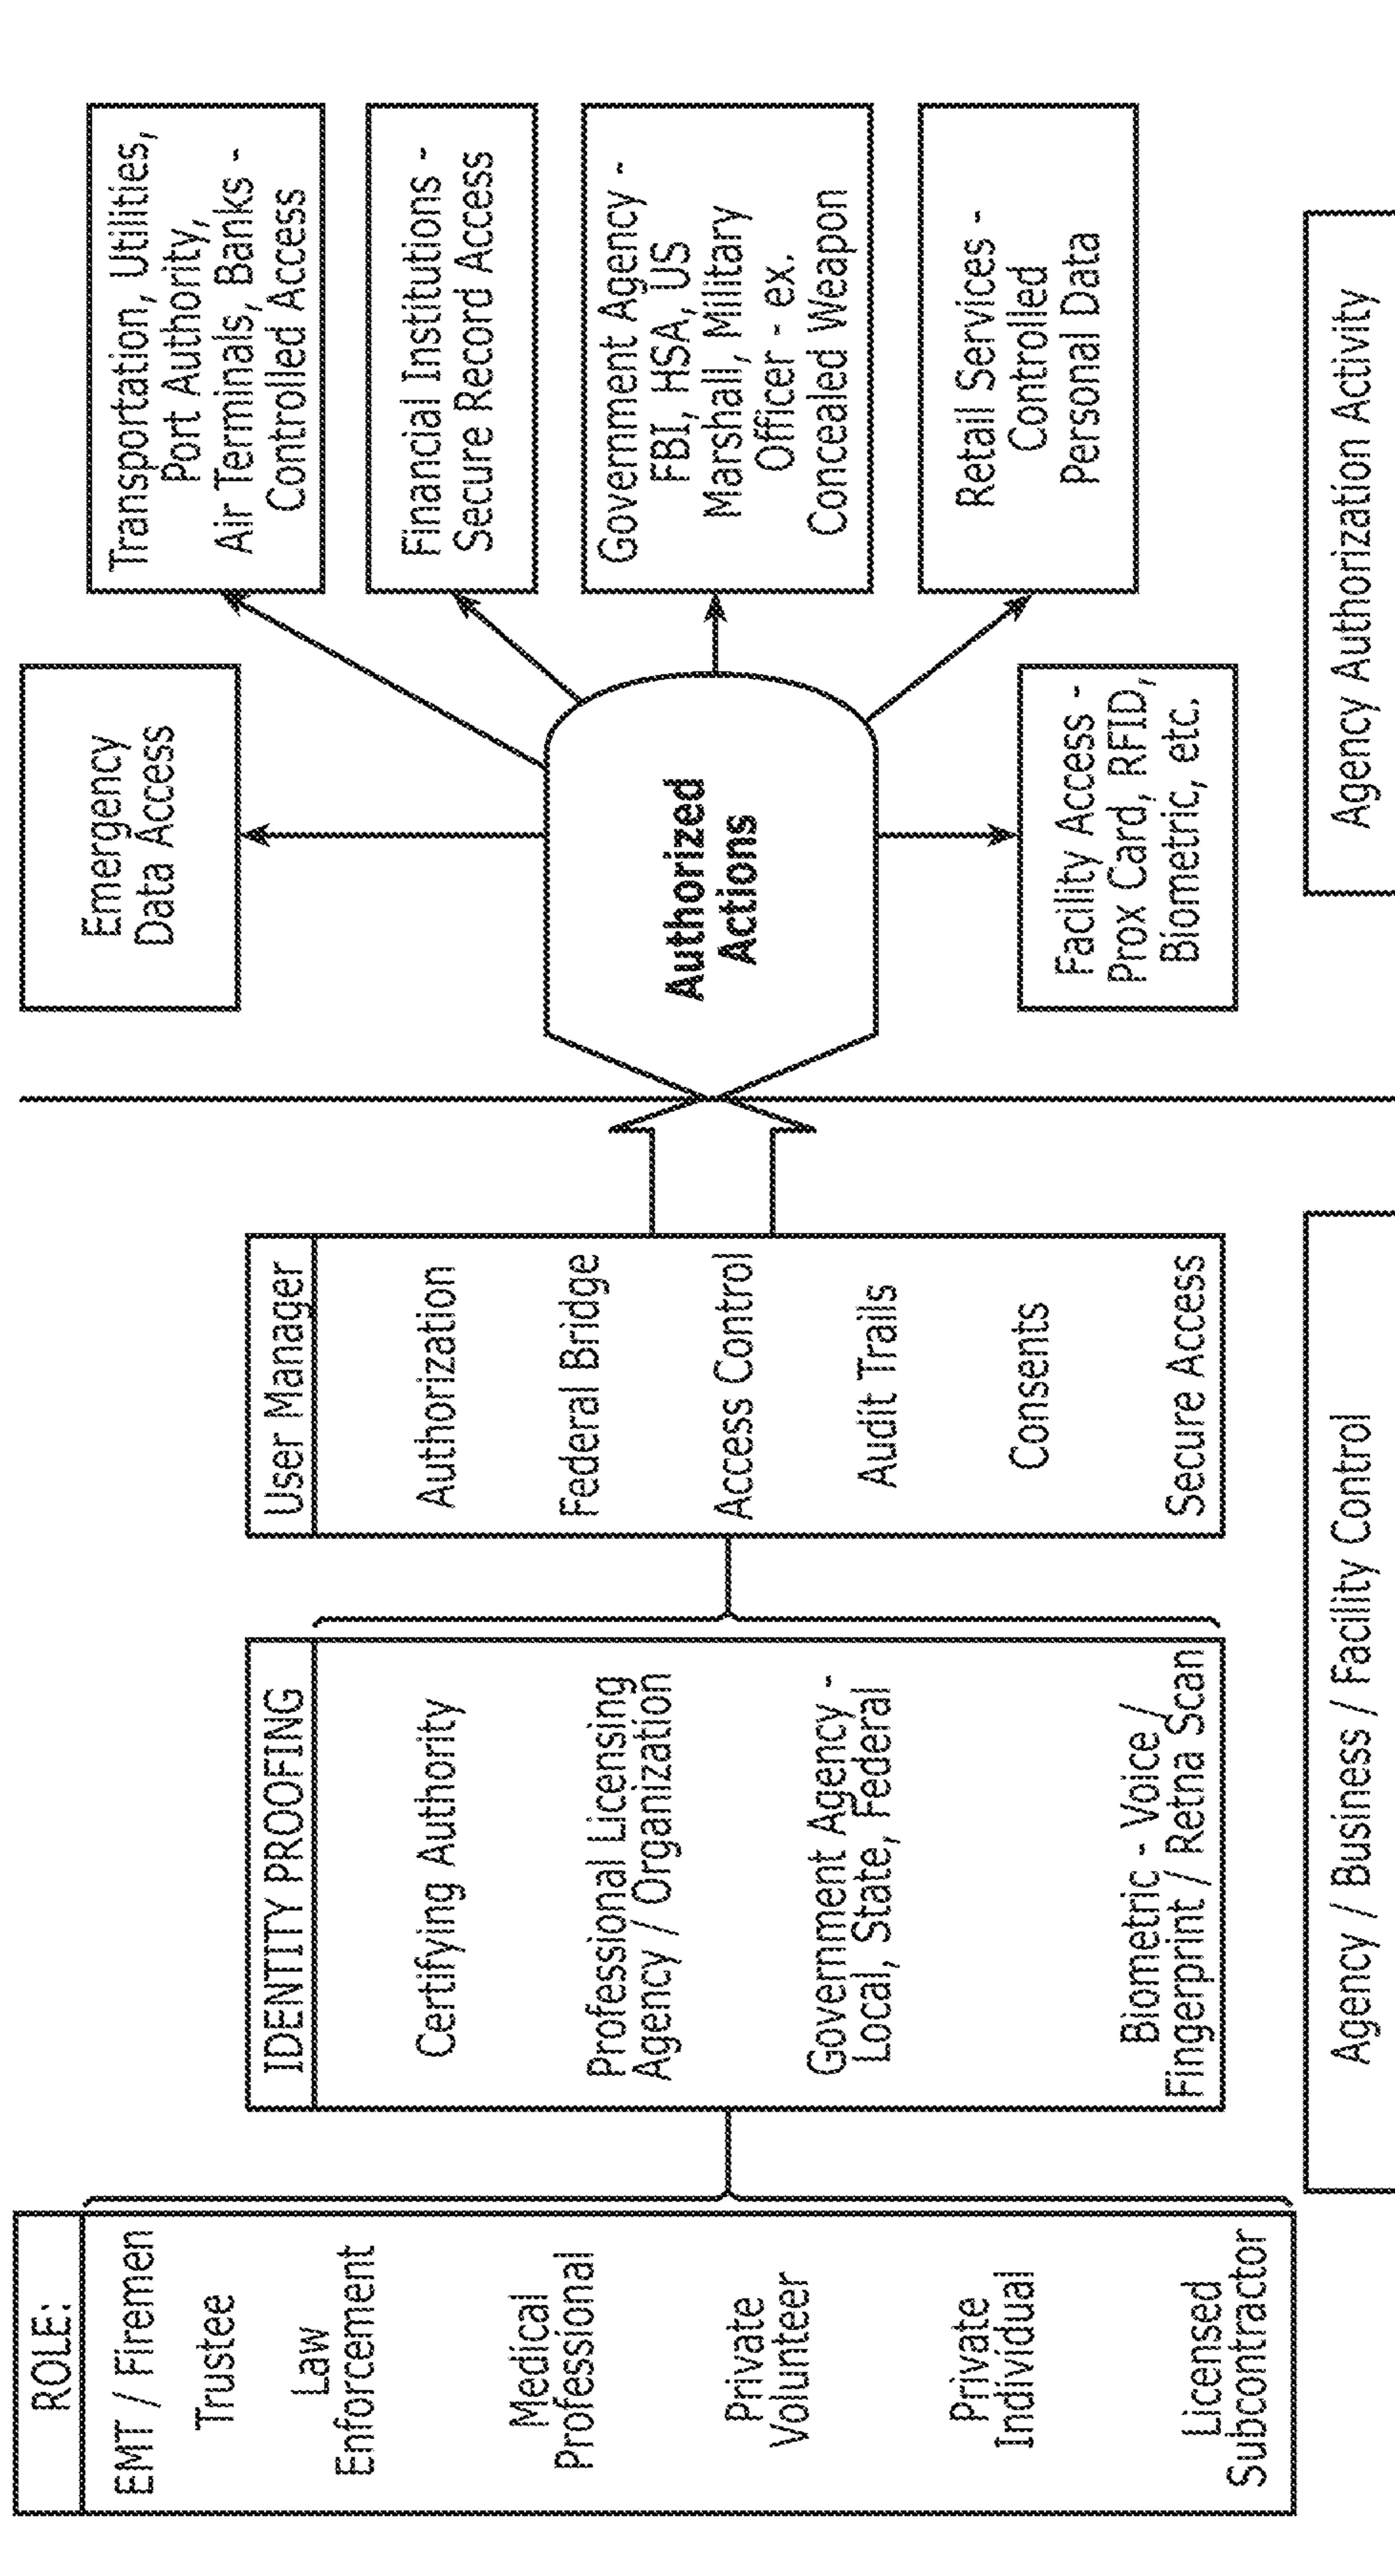 ROLE:
EMT / Firemen
Trustee
Law
Enforcement
Medical
Professional
Private
Volunteer
Private
Individual
Licensed
Subcontractor
IDENTITY PROOFING
Certifying Authority
Professional Licensing
Agency / Organization
Government Agency -
Local, State, Federal
Biometric - Voice /
Fingerprint / Retna Scan
User Manager
Authorization
Federal Bridge
Access Control
Audit Trails
Consents
Secure Access
Authorized
Actions
Emergency
Data Access
Transportation, Utilities,
Port Authority,
Air Terminals, Banks -
Controlled Access
Financial Institutions -
Secure Record Access
Government Agency -
FBI, HSA, US
Marshall, Military
Officer - ex.
Concealed Weapon
Retail Services -
Controlled
Personal Data
Facility Access -
Prox Card, RFID,
Biometric, etc.
Agency / Business / Facility Control
Agency Authorization Activity